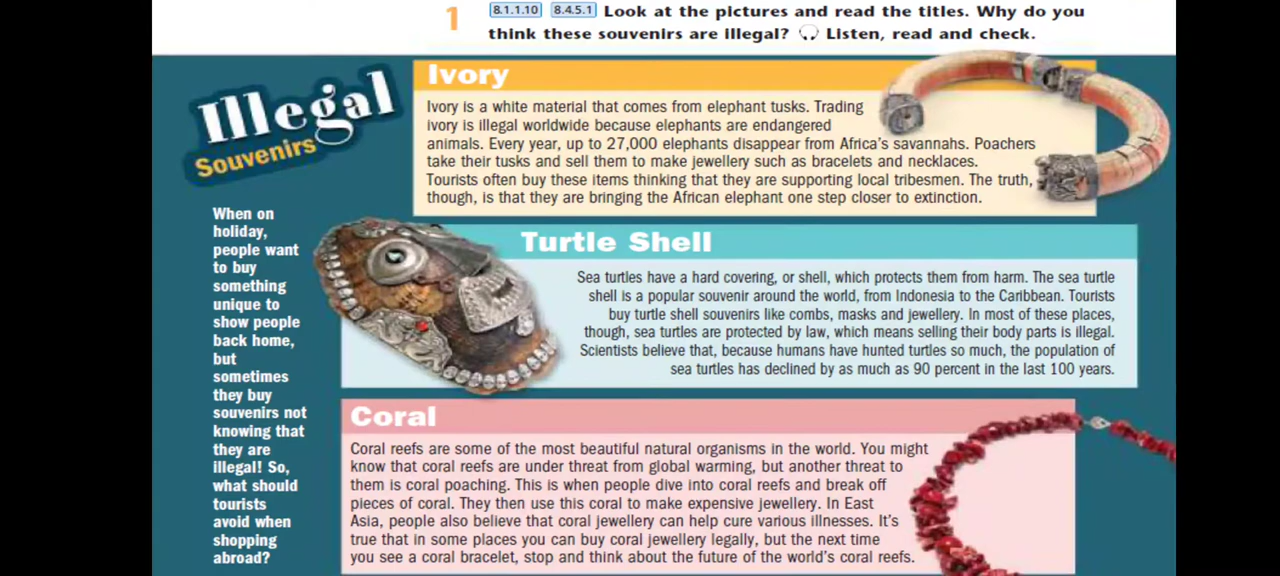 1
8.1.1.10 8.4.5.1 Look at the pictures and read the titles. Why do you
think these souvenirs are illegal? Listen, read and check.
Illegal
Souvenirs
When on
holiday,
people want
to buy
something
unique to
show people
back home,
but
sometimes
they buy
souvenirs not
knowing that
they are
illegal! So,
what should
tourists
avoid when
shopping
abroad?
Ivory
Ivory is a white material that comes from elephant tusks. Trading
ivory is illegal worldwide because elephants are endangered
animals. Every year, up to 27,000 elephants disappear from Africa's savannahs. Poachers
take their tusks and sell them to make jewellery such as bracelets and necklaces.
Tourists often buy these items thinking that they are supporting local tribesmen. The truth,
though, is that they are bringing the African elephant one step closer to extinction.
Turtle Shell
Sea turtles have a hard covering, or shell, which protects them from harm. The sea turtle
shell is a popular souvenir around the world, from Indonesia to the Caribbean. Tourists
buy turtle shell souvenirs like combs, masks and jewellery. In most of these places,
though, sea turtles are protected by law, which means selling their body parts is illegal.
Scientists believe that, because humans have hunted turtles so much, the population of
sea turtles has declined by as much as 90 percent in the last 100 years.
Coral
Coral reefs are some of the most beautiful natural organisms in the world. You might
know that coral reefs are under threat from global warming, but another threat to
them is coral poaching. This is when people dive into coral reefs and break off
pieces of coral. They then use this coral to make expensive jewellery. In East
Asia, people also believe that coral jewellery can help cure various illnesses. It's
true that in some places you can buy coral jewellery legally, but the next time
you see a coral bracelet, stop and think about the future of the world's coral reefs.